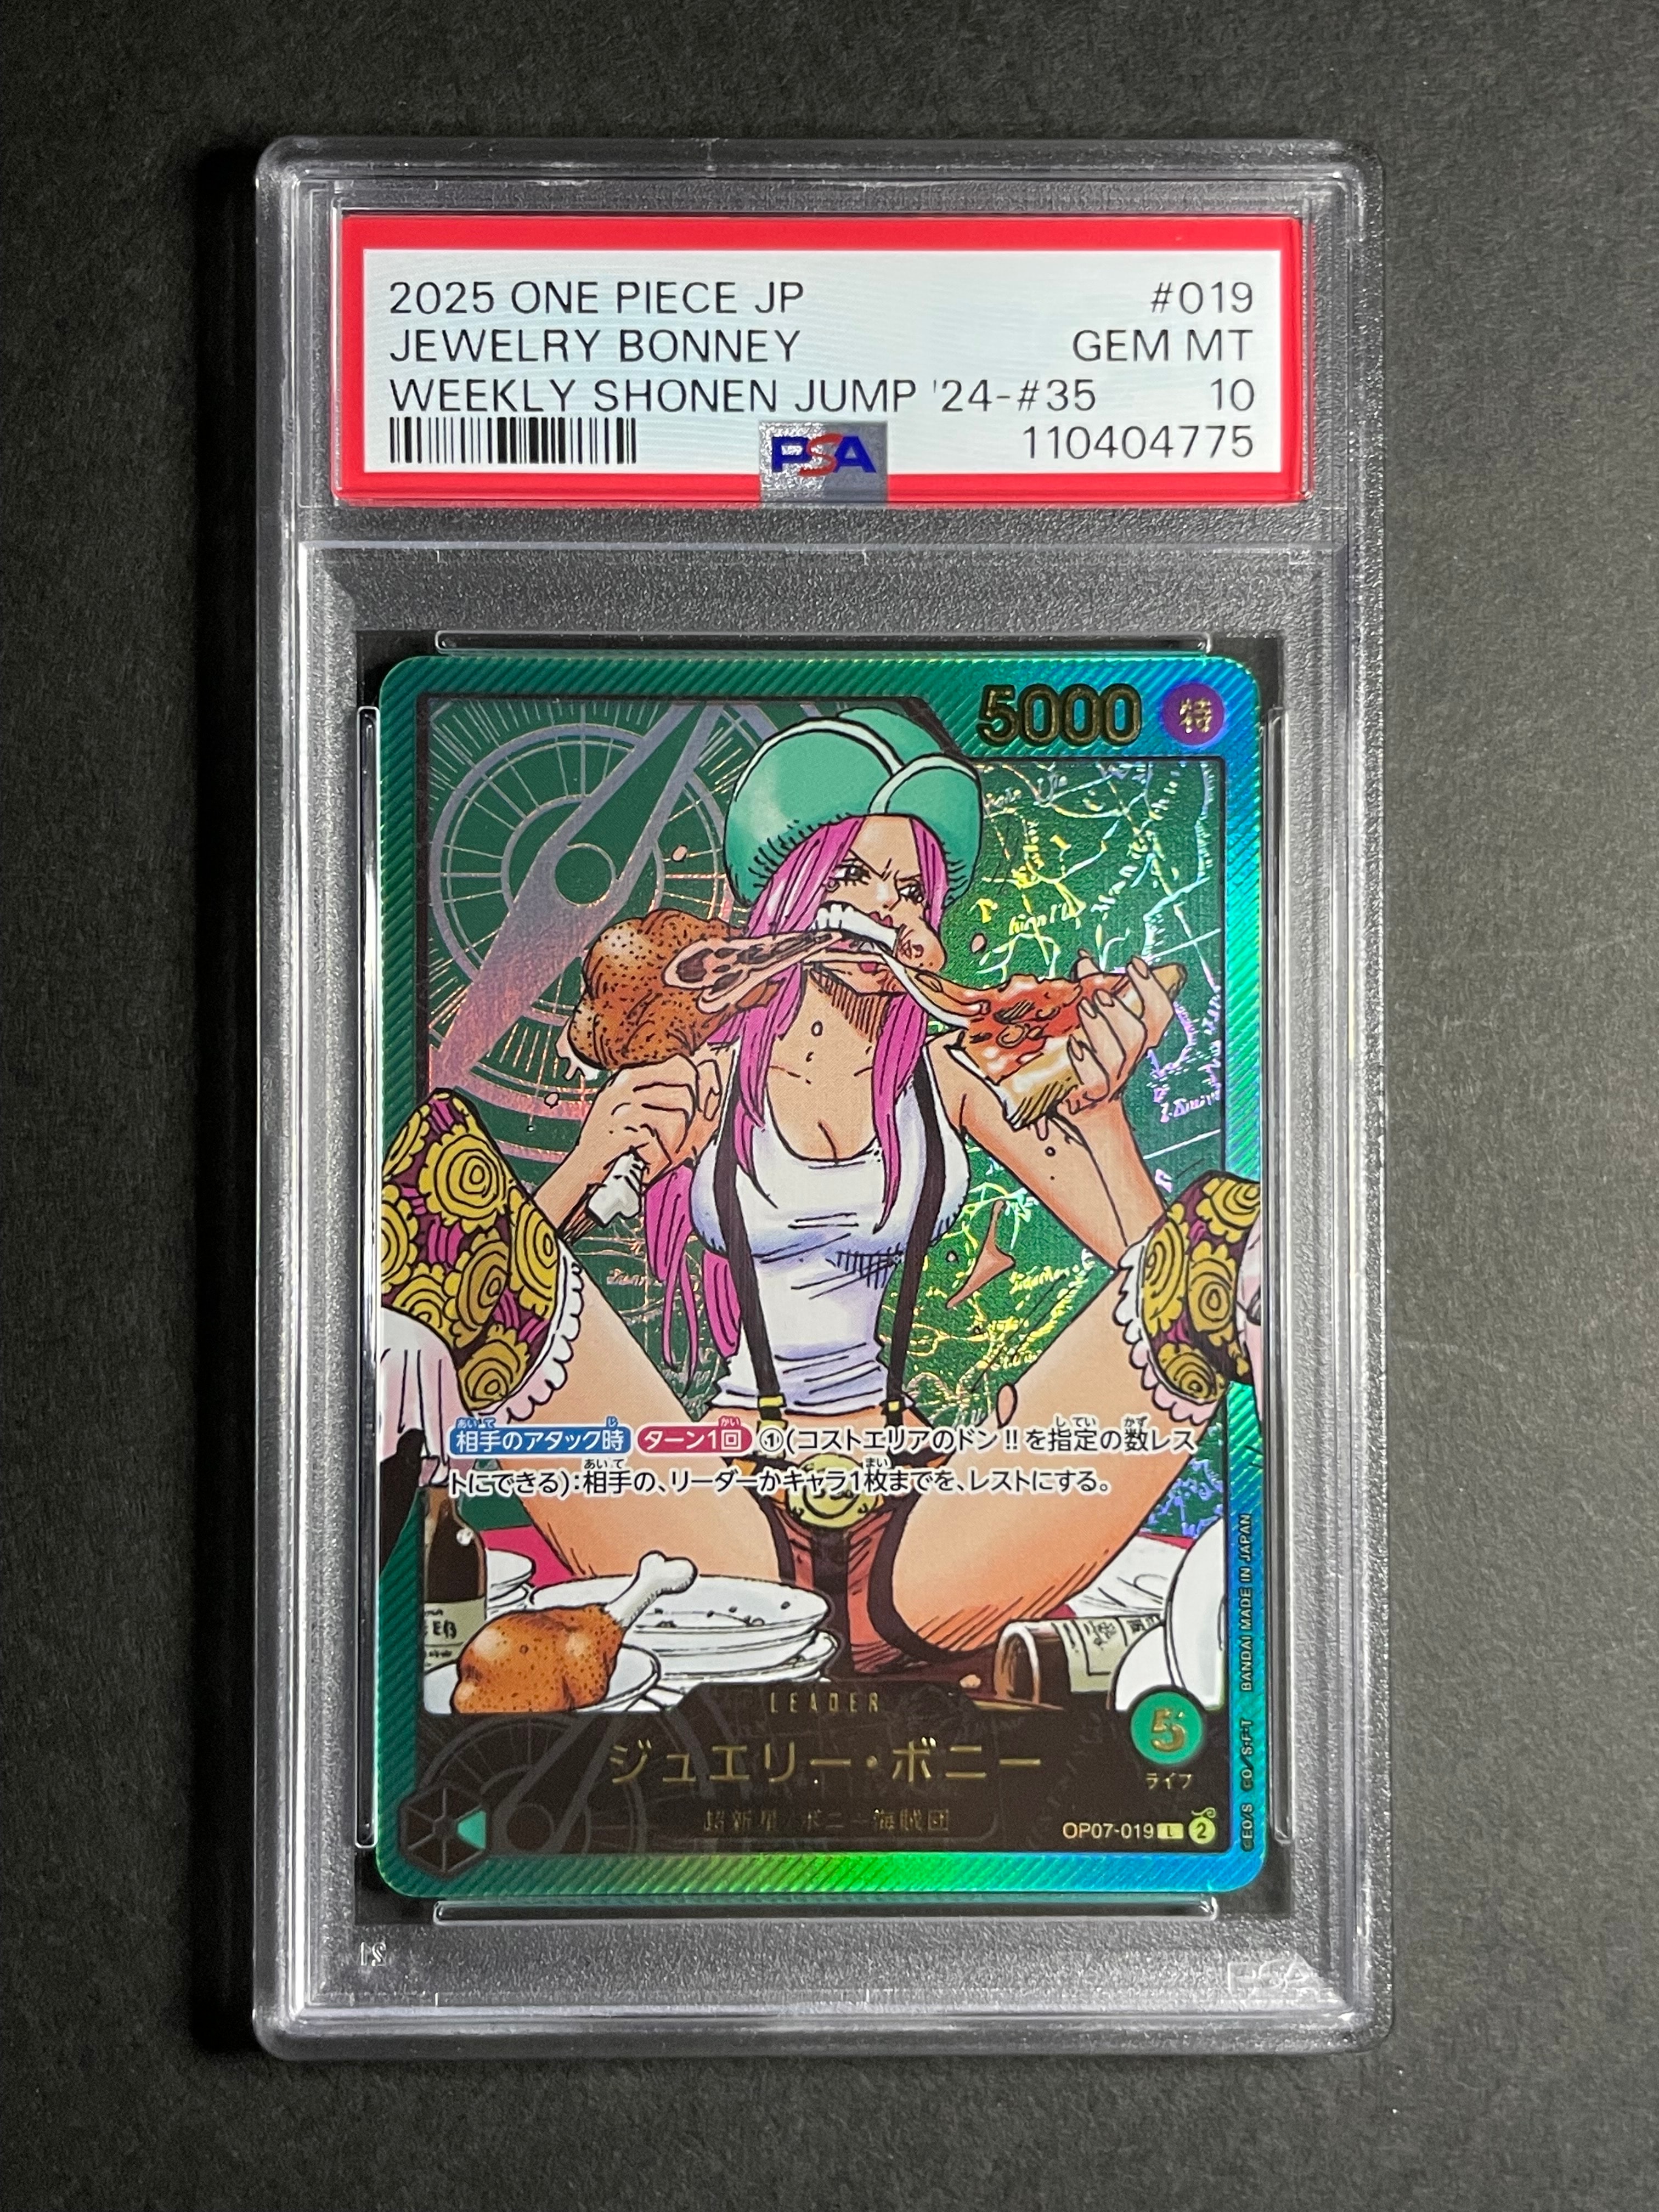 2025 ONE PIECE JP #019
JEWELRY BONNEY GEM MT
WEEKLY SHONEN JUMP '24-#35 10
PSA 110404775
5000 特
相手のアタック時 ターン1回 ①(コストエリアのドン!!を指定の数レス
トにできる):相手の、リーダーかキャラ1枚までを、レストにする。
LEADER
5
ジュエリー・ボニー
ライフ
超新星/ボニー海賊団
OP07-019 L 2
BANDAI MADE IN JAPAN